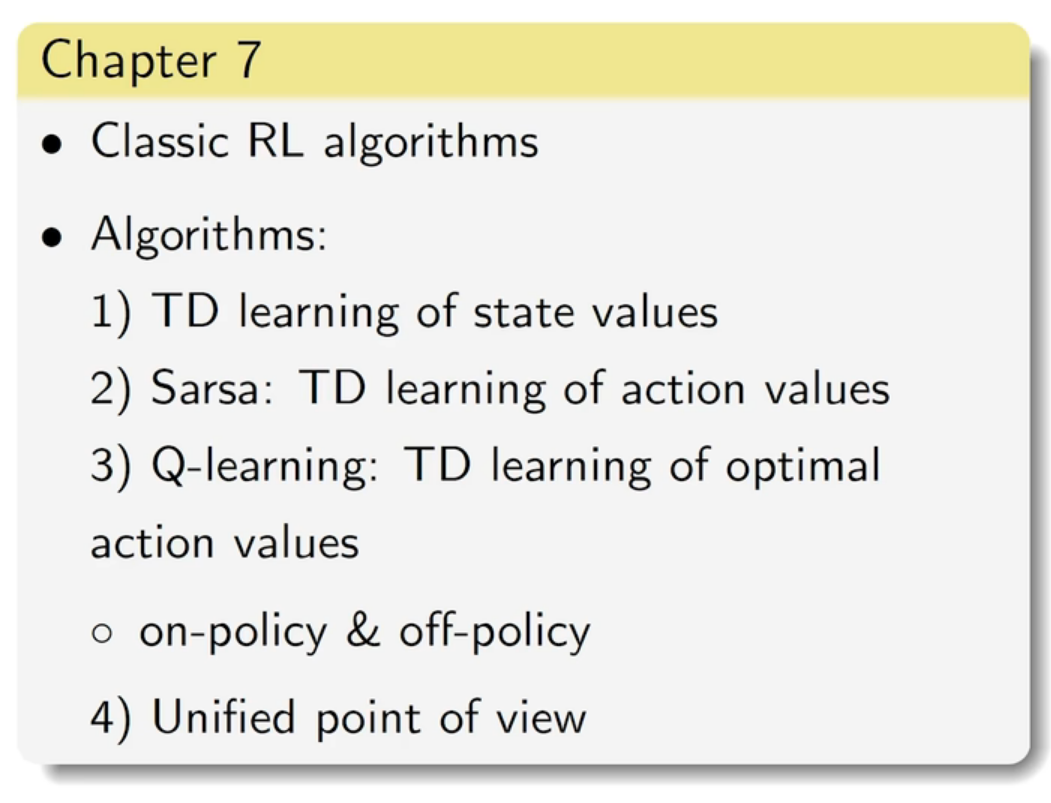 Chapter 7
• Classic RL algorithms
• Algorithms:
1) TD learning of state values
2) Sarsa: TD learning of action values
3) Q-learning: TD learning of optimal
action values
○ on-policy & off-policy
4) Unified point of view